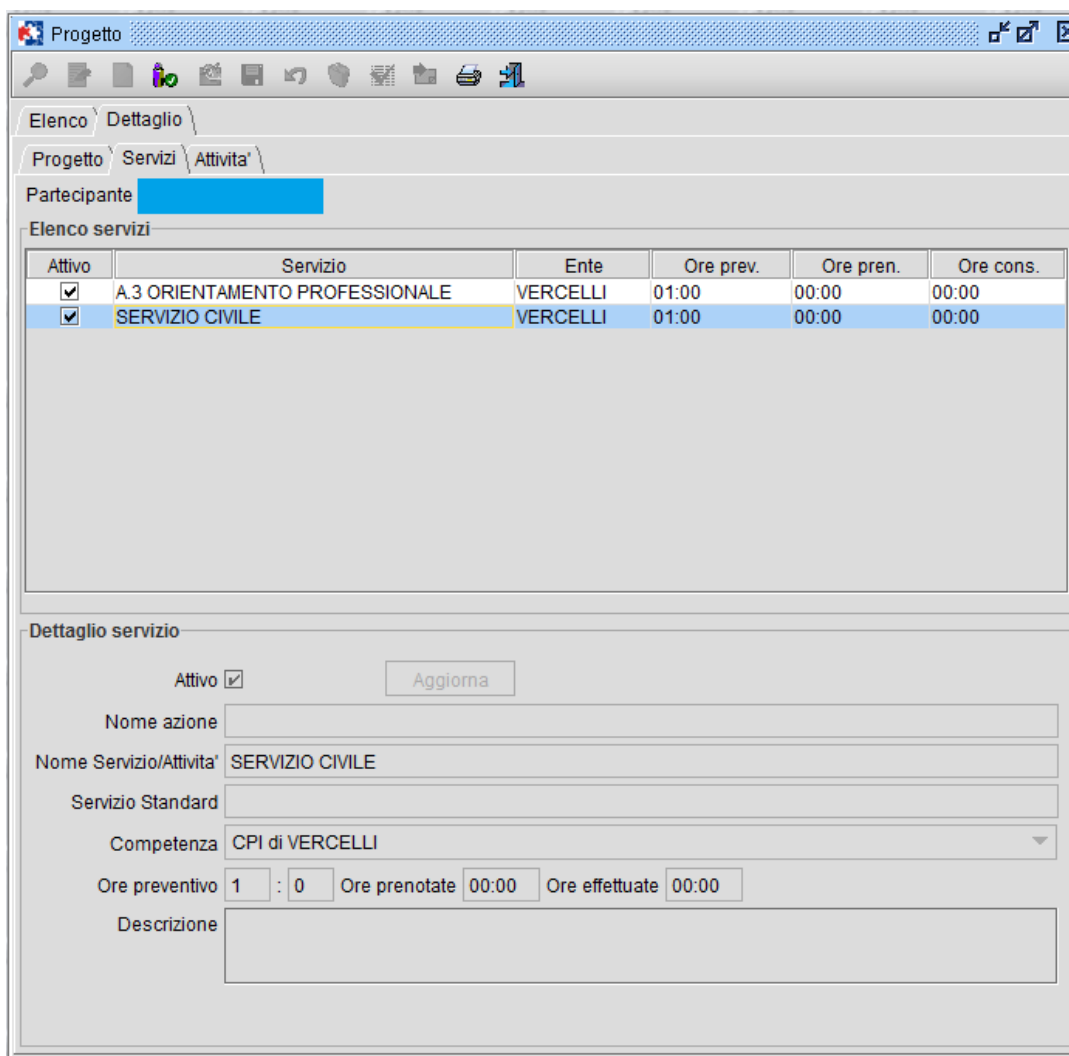 Progetto
Elenco Dettaglio
Progetto Servizi Attivita'
Partecipante
Elenco servizi
Attivo Servizio Ente Ore prev. Ore pren. Ore cons.
A.3 ORIENTAMENTO PROFESSIONALE VERCELLI 01:00 00:00 00:00
SERVIZIO CIVILE VERCELLI 01:00 00:00 00:00
Dettaglio servizio
Attivo Aggiorna
Nome azione
Nome Servizio/Attivita' SERVIZIO CIVILE
Servizio Standard
Competenza CPI di VERCELLI
Ore preventivo 1 : 0 Ore prenotate 00:00 Ore effettuate 00:00
Descrizione